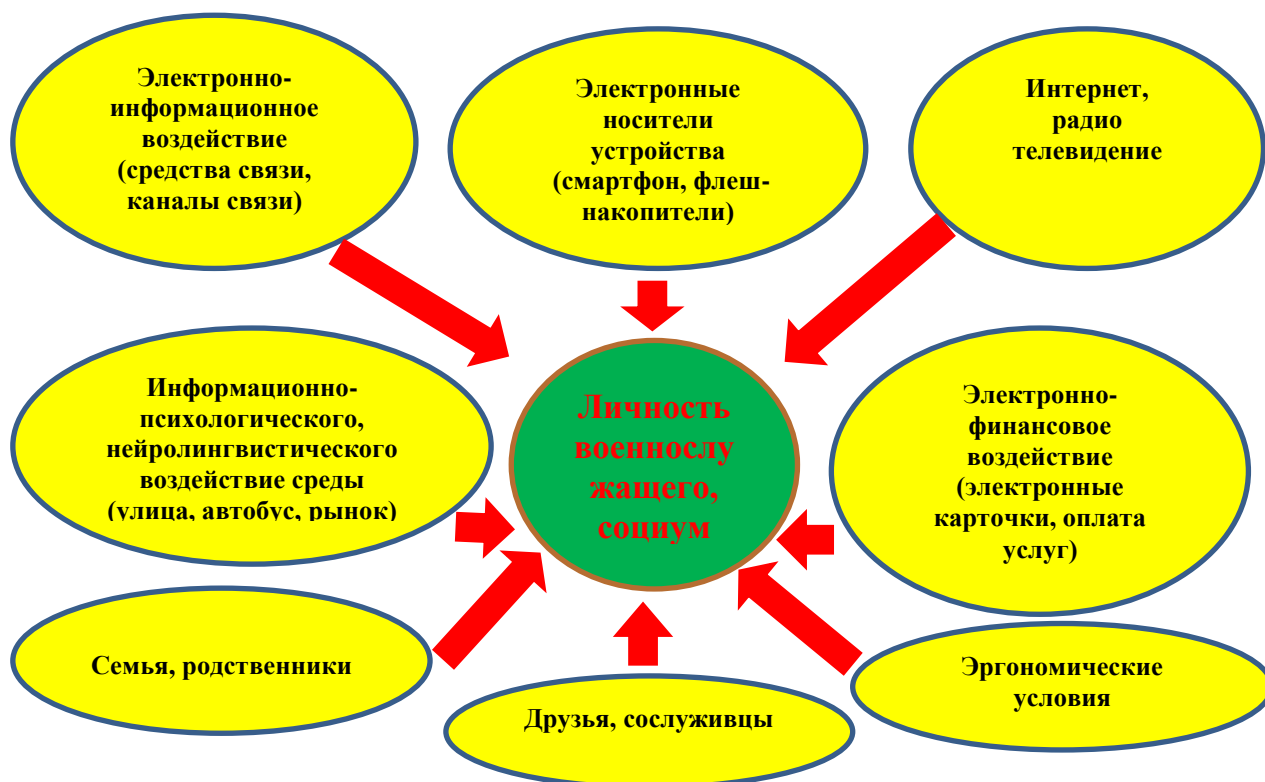 Электронно-
информационное
воздействие
(средства связи,
каналы связи)
Электронные
носители
устройства
(смартфон, флеш-
накопители)
Интернет,
радио
телевидение
Информационно-
психологического,
нейролингвистического
воздействие среды
(улица, автобус, рынок)
Личность
военнослу
жащего,
социум
Электронно-
финансовое
воздействие
(электронные
карточки, оплата
услуг)
Семья, родственники
Друзья, сослуживцы
Эргономические
условия